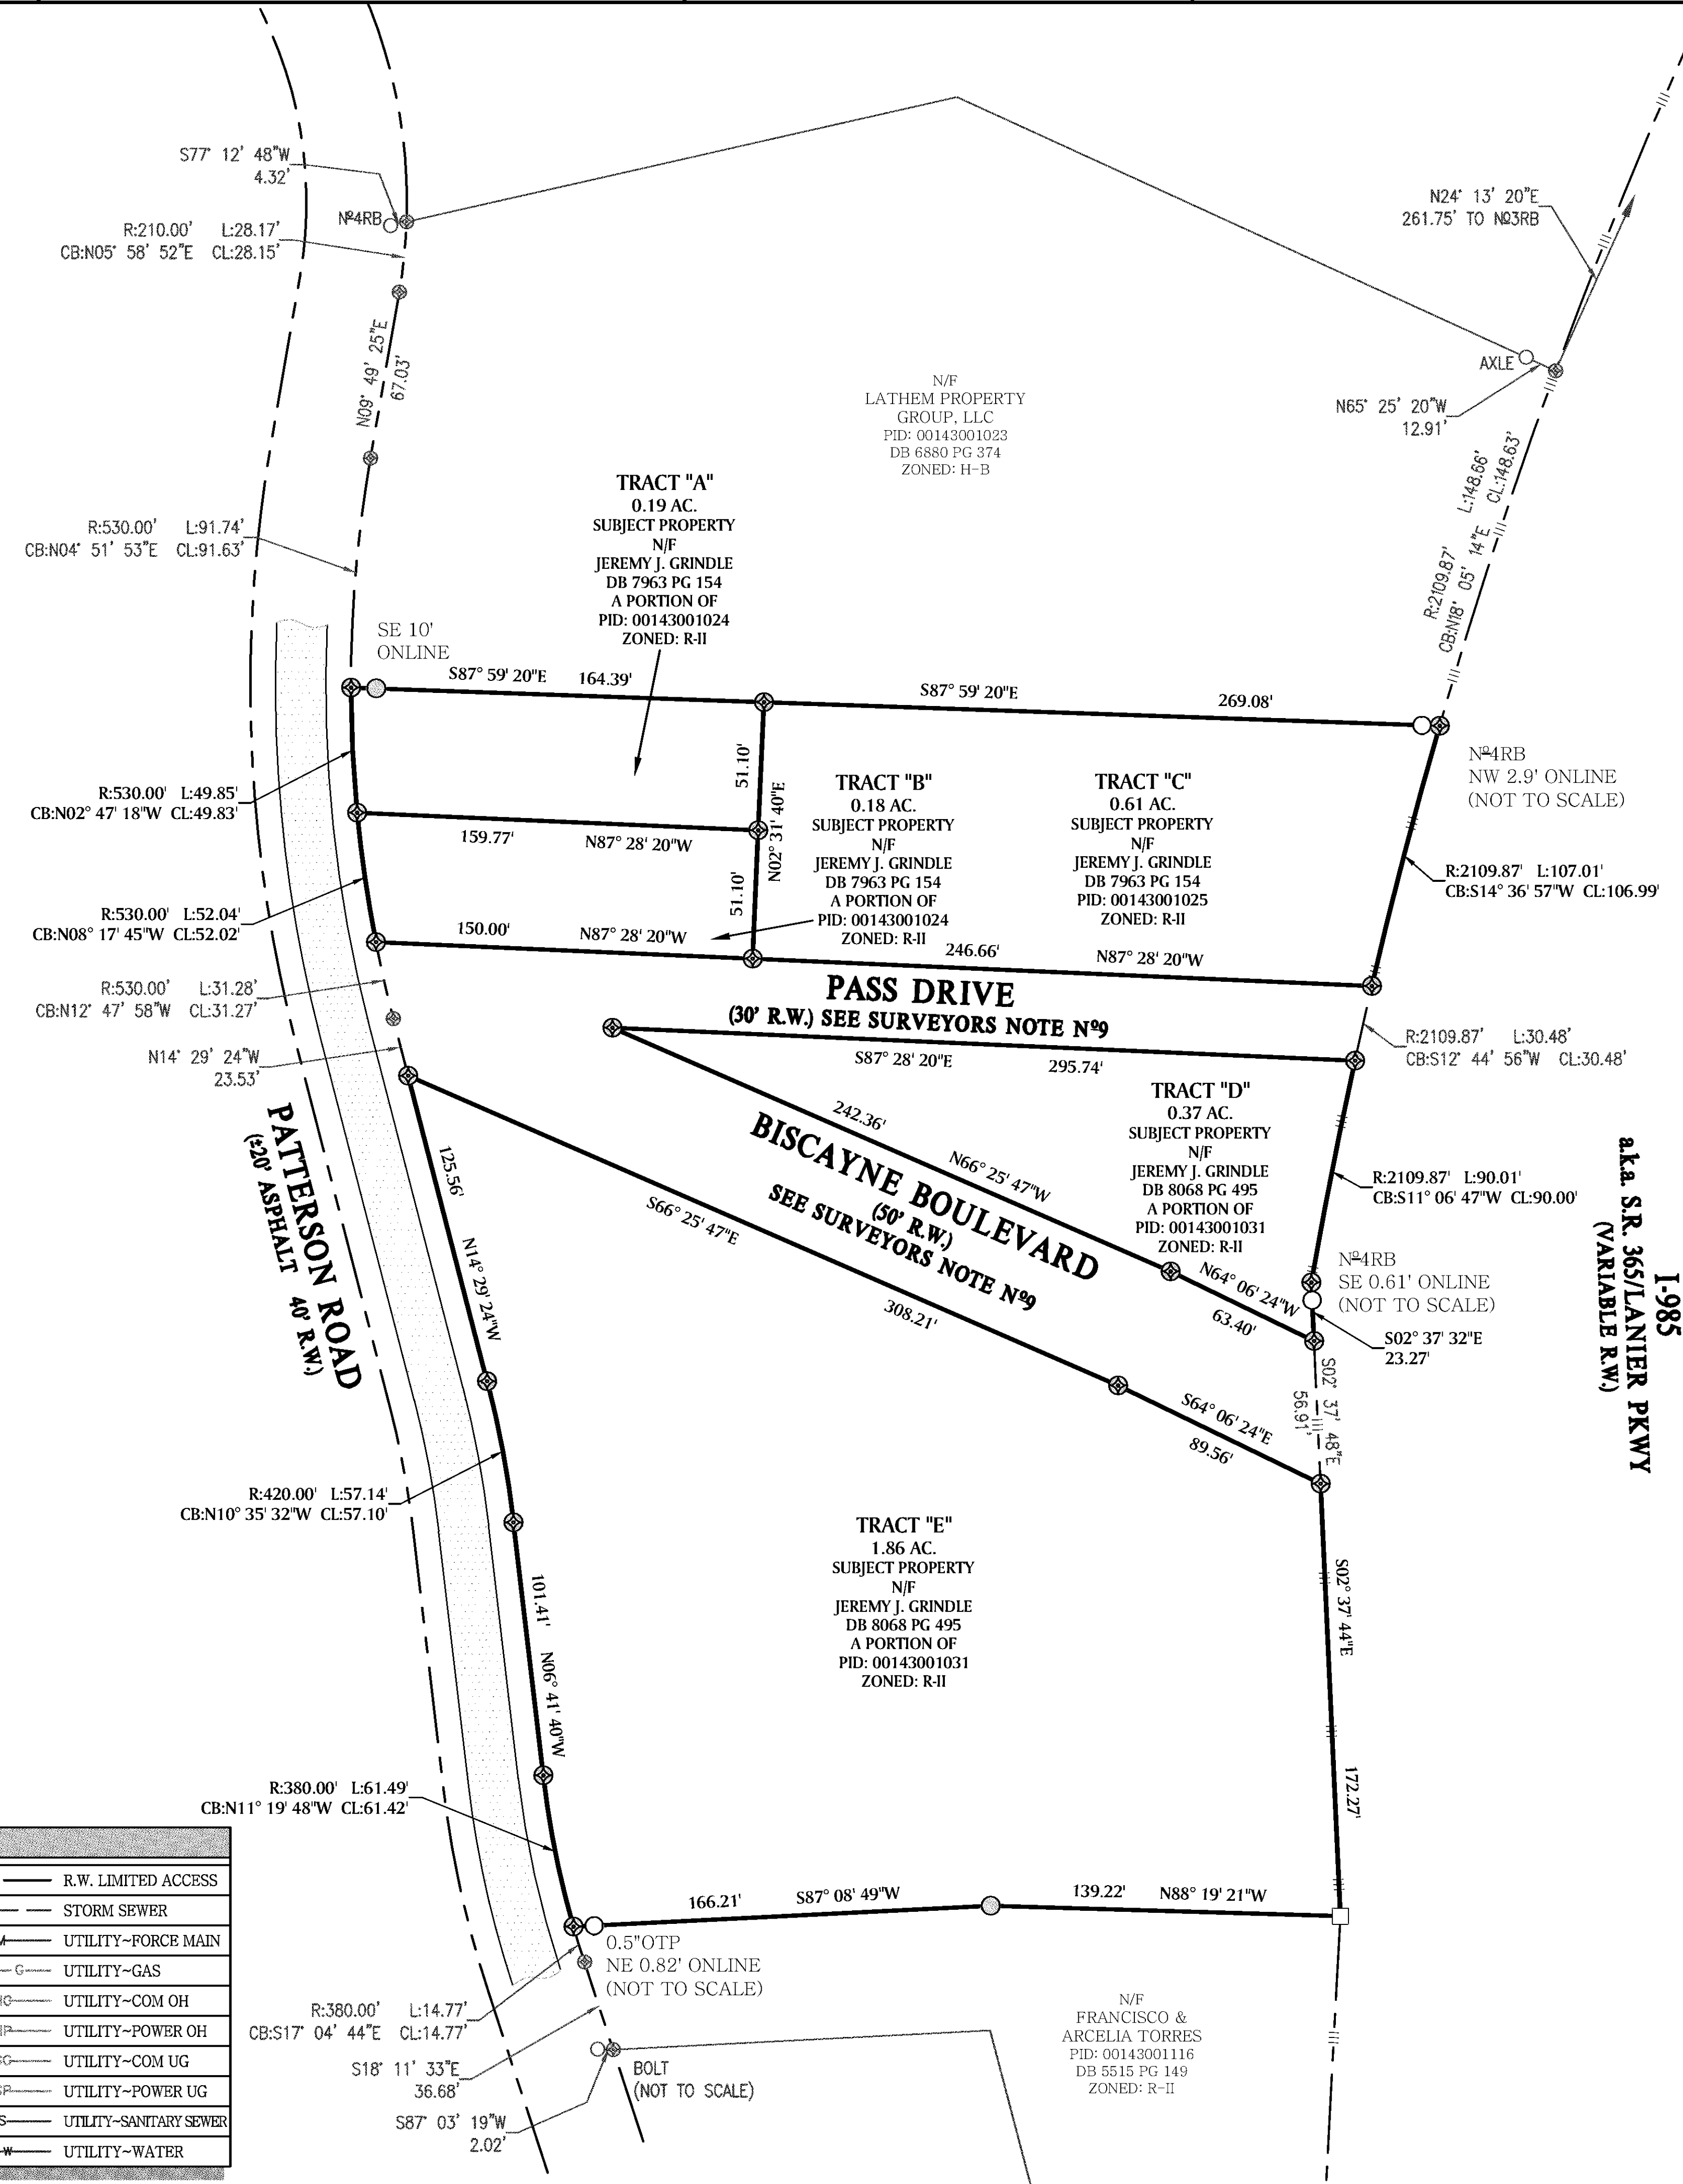 S77° 12' 48"W
4.32'
Nº4RB
R:210.00' L:28.17'
CB:N05° 58' 52"E CL:28.15'
N24° 13' 20"E
261.75' TO Nº3RB
AXLE
N65° 25' 20"W
12.91'
N09° 49' 25"E
67.03'
N/F
LATHEM PROPERTY
GROUP, LLC
PID: 00143001023
DB 6880 PG 374
ZONED: H-B
R:2109.87' L:148.66'
CB:N18° 05' 14"E CL:148.63'
TRACT "A"
0.19 AC.
SUBJECT PROPERTY
N/F
JEREMY J. GRINDLE
DB 7963 PG 154
A PORTION OF
PID: 00143001024
ZONED: R-II
R:530.00' L:91.74'
CB:N04° 51' 53"E CL:91.63'
SE 10'
ONLINE
S87° 59' 20"E 164.39'
S87° 59' 20"E 269.08'
Nº4RB
NW 2.9' ONLINE
(NOT TO SCALE)
R:530.00' L:49.85'
CB:N02° 47' 18"W CL:49.83'
51.10'
N02° 31' 40"E
51.10'
159.77' N87° 28' 20"W
TRACT "B"
0.18 AC.
SUBJECT PROPERTY
N/F
JEREMY J. GRINDLE
DB 7963 PG 154
A PORTION OF
PID: 00143001024
ZONED: R-II
TRACT "C"
0.61 AC.
SUBJECT PROPERTY
N/F
JEREMY J. GRINDLE
DB 7963 PG 154
PID: 00143001025
ZONED: R-II
R:2109.87' L:107.01'
CB:S14° 36' 57"W CL:106.99'
R:530.00' L:52.04'
CB:N08° 17' 45"W CL:52.02'
150.00' N87° 28' 20"W
246.66' N87° 28' 20"W
R:530.00' L:31.28'
CB:N12° 47' 58"W CL:31.27'
PASS DRIVE
(30' R.W.) SEE SURVEYORS NOTE Nº9
S87° 28' 20"E 295.74'
R:2109.87' L:30.48'
CB:S12° 44' 56"W CL:30.48'
N14° 29' 24"W
23.53'
PATTERSON ROAD
(±20' ASPHALT 40' R.W.)
242.36' N66° 25' 47"W
BISCAYNE BOULEVARD
(50' R.W.)
SEE SURVEYORS NOTE Nº9
S66° 25' 47"E 308.21'
TRACT "D"
0.37 AC.
SUBJECT PROPERTY
N/F
JEREMY J. GRINDLE
DB 8068 PG 495
A PORTION OF
PID: 00143001031
ZONED: R-II
R:2109.87' L:90.01'
CB:S11° 06' 47"W CL:90.00'
I-985
a.k.a. S.R. 365/LANIER PKWY
(VARIABLE R.W.)
N64° 06' 24"W
63.40'
Nº4RB
SE 0.61' ONLINE
(NOT TO SCALE)
S02° 37' 32"E
23.27'
S02° 37' 48"E
56.91'
S64° 06' 24"E
89.56'
125.56' N14° 29' 24"W
R:420.00' L:57.14'
CB:N10° 35' 32"W CL:57.10'
TRACT "E"
1.86 AC.
SUBJECT PROPERTY
N/F
JEREMY J. GRINDLE
DB 8068 PG 495
A PORTION OF
PID: 00143001031
ZONED: R-II
S02° 37' 44"E 172.27'
101.41' N06° 41' 40"W
R:380.00' L:61.49'
CB:N11° 19' 48"W CL:61.42'
166.21' S87° 08' 49"W
139.22' N88° 19' 21"W
0.5"OTP
NE 0.82' ONLINE
(NOT TO SCALE)
R:380.00' L:14.77'
CB:S17° 04' 44"E CL:14.77'
S18° 11' 33"E
36.68'
BOLT
(NOT TO SCALE)
S87° 03' 19"W
2.02'
N/F
FRANCISCO &
ARCELIA TORRES
PID: 00143001116
DB 5515 PG 149
ZONED: R-II
R.W. LIMITED ACCESS
STORM SEWER
UTILITY~FORCE MAIN
G UTILITY~GAS
UTILITY~COM OH
UTILITY~POWER OH
UTILITY~COM UG
UTILITY~POWER UG
S UTILITY~SANITARY SEWER
W UTILITY~WATER